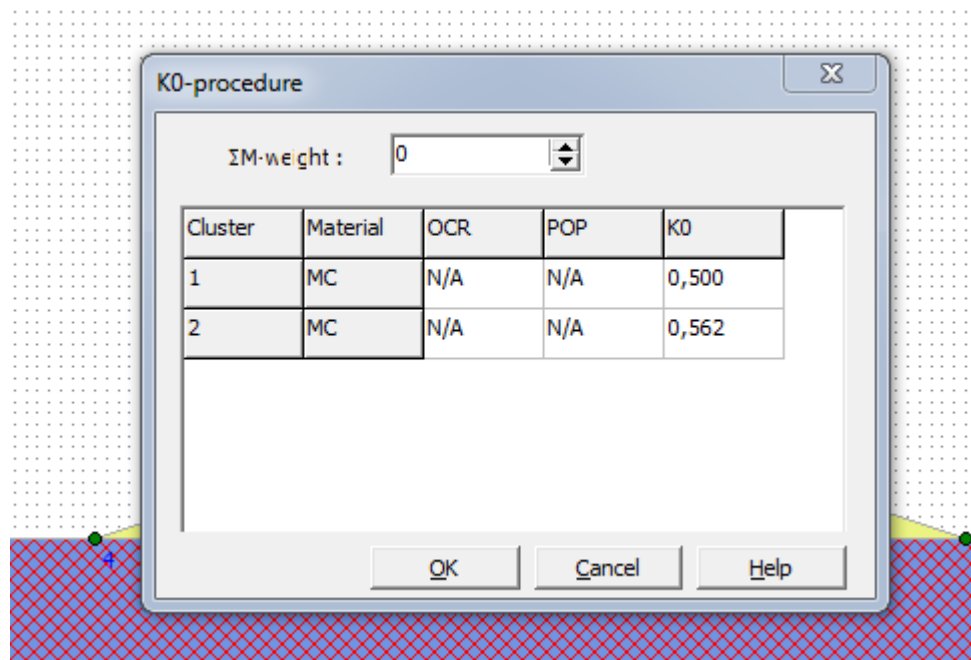 K0-procedure
ΣM-weight : 0
Cluster Material OCR POP K0
1 MC N/A N/A 0,500
2 MC N/A N/A 0,562
4
OK Cancel Help